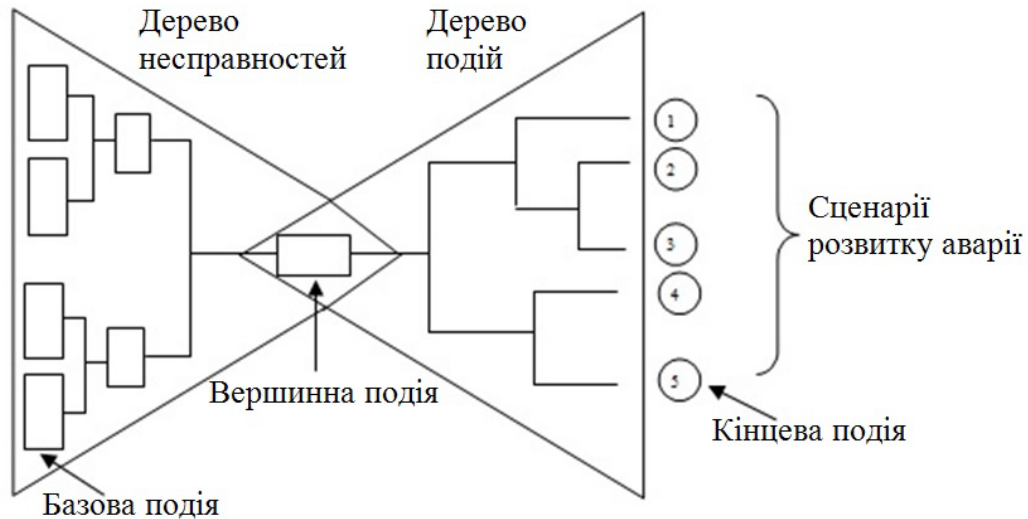 Дерево
несправностей
Дерево
подій
1
2
3
4
5
Сценарії
розвитку аварії
Вершинна подія
Кінцева подія
Базова подія